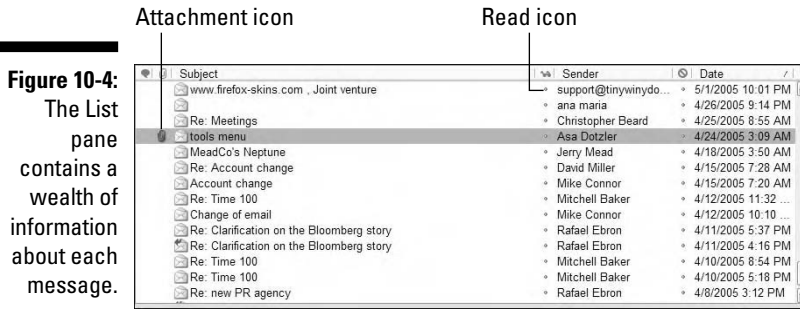 Attachment icon Read icon
Figure 10-4:
The List
pane
contains a
wealth of
information
about each
message.
Subject Sender Date
www.firefox-skins.com , Joint venture support@tinywinydo... 5/1/2005 10:01 PM
ana maria 4/26/2005 9:14 PM
Re: Meetings Christopher Beard 4/25/2005 8:55 AM
tools menu Asa Dotzler 4/24/2005 3:09 AM
MeadCo's Neptune Jerry Mead 4/18/2005 3:50 AM
Re: Account change David Miller 4/15/2005 7:28 AM
Account change Mike Connor 4/15/2005 7:20 AM
Re: Time 100 Mitchell Baker 4/12/2005 11:32 ...
Change of email Mike Connor 4/12/2005 10:10 ...
Re: Clarification on the Bloomberg story Rafael Ebron 4/11/2005 5:37 PM
Re: Clarification on the Bloomberg story Rafael Ebron 4/11/2005 4:16 PM
Re: Time 100 Mitchell Baker 4/10/2005 8:54 PM
Re: Time 100 Mitchell Baker 4/10/2005 5:18 PM
Re: new PR agency Rafael Ebron 4/8/2005 3:12 PM